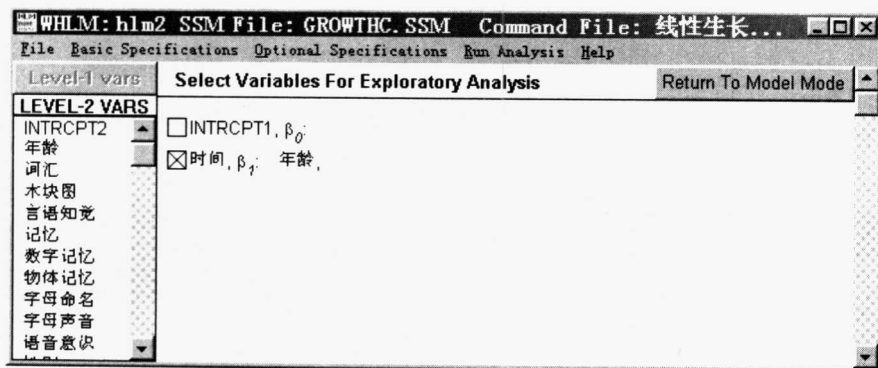 WHLM: hlm2 SSM File: GROWTHC.SSM Command File: 线性生长...
File Basic Specifications Optional Specifications Run Analysis Help
Level-1 vars
Select Variables For Exploratory Analysis
Return To Model Mode
LEVEL-2 VARS
INTRCPT2
年龄
词汇
木块图
言语知觉
记忆
数字记忆
物体记忆
字母命名
字母声音
语音意识
INTRCPT1, β0:
时间, β1: 年龄,